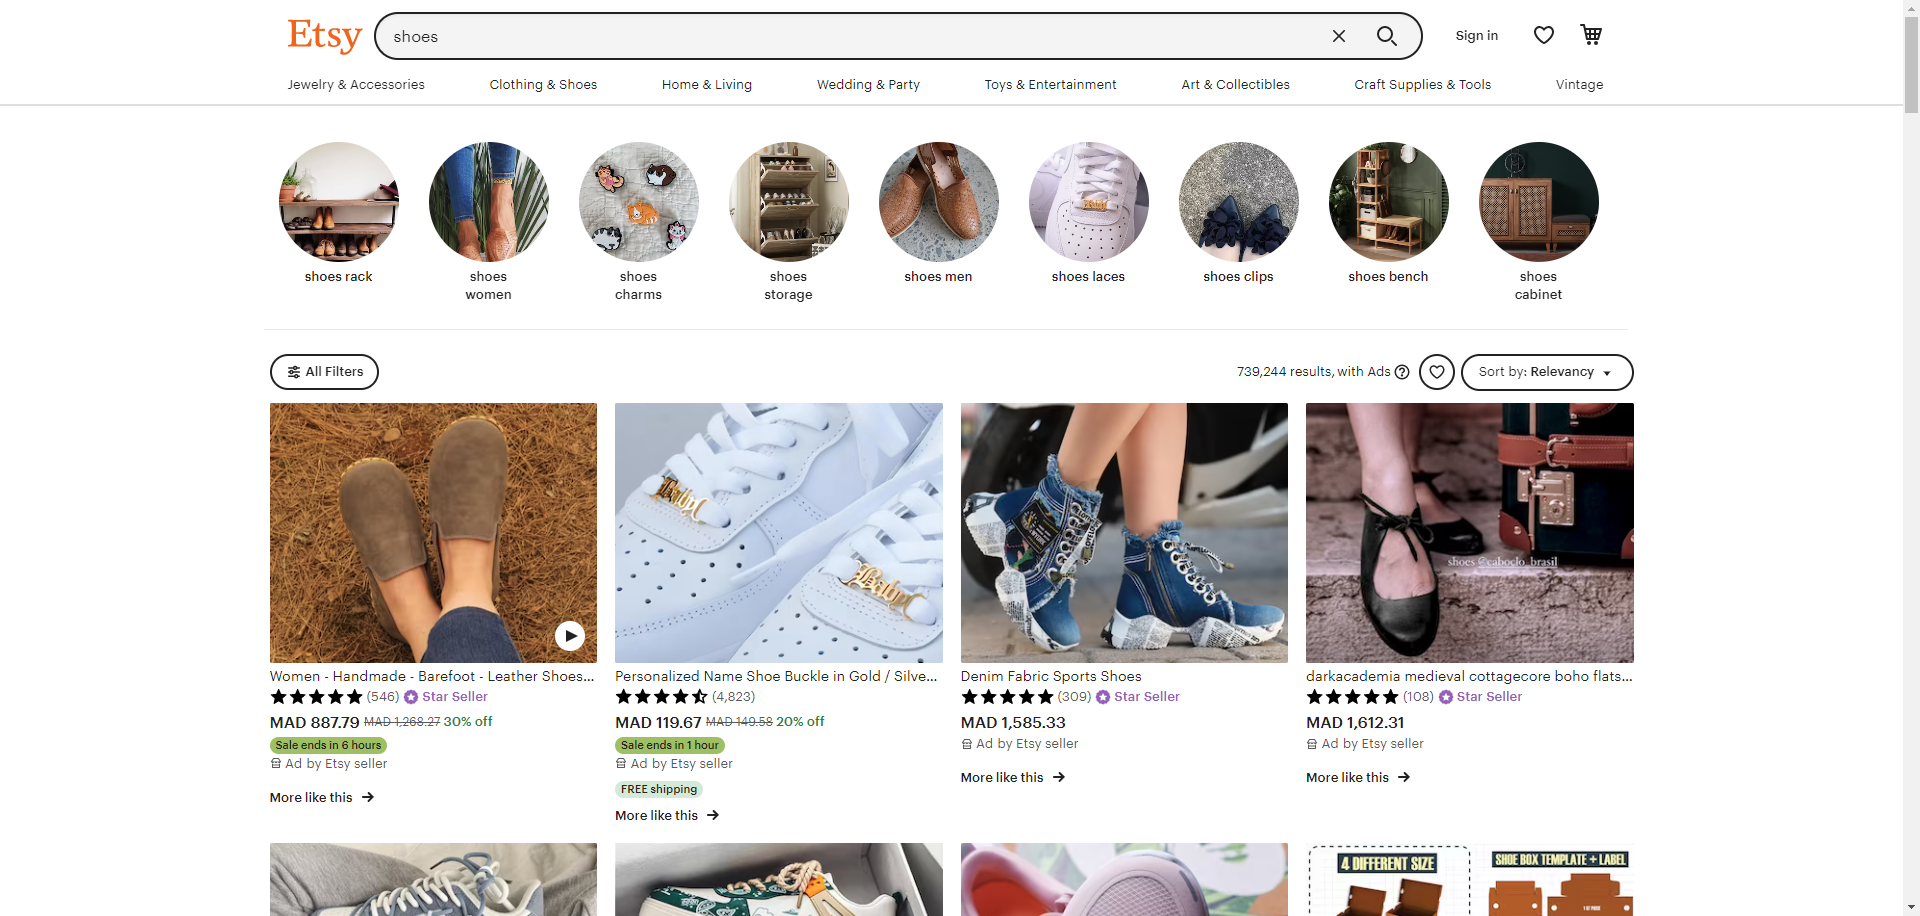 Etsy
shoes
Sign in
Jewelry & Accessories
Clothing & Shoes
Home & Living
Wedding & Party
Toys & Entertainment
Art & Collectibles
Craft Supplies & Tools
Vintage
shoes rack
shoes
women
shoes
charms
shoes
storage
shoes men
shoes laces
shoes clips
shoes bench
shoes
cabinet
All Filters
739,244 results, with Ads
Sort by: Relevancy
shoes @caboclo_brasil
Women - Handmade - Barefoot - Leather Shoes...
(546) Star Seller
MAD 887.79 MAD 1,268.27 30% off
Sale ends in 6 hours
Ad by Etsy seller
More like this
Personalized Name Shoe Buckle in Gold / Silve...
(4,823)
MAD 119.67 MAD 149.58 20% off
Sale ends in 1 hour
Ad by Etsy seller
FREE shipping
More like this
Denim Fabric Sports Shoes
(309) Star Seller
MAD 1,585.33
Ad by Etsy seller
More like this
darkacademia medieval cottagecore boho flats...
(108) Star Seller
MAD 1,612.31
Ad by Etsy seller
More like this
4 DIFFERENT SIZE
SHOE BOX TEMPLATE + LABEL